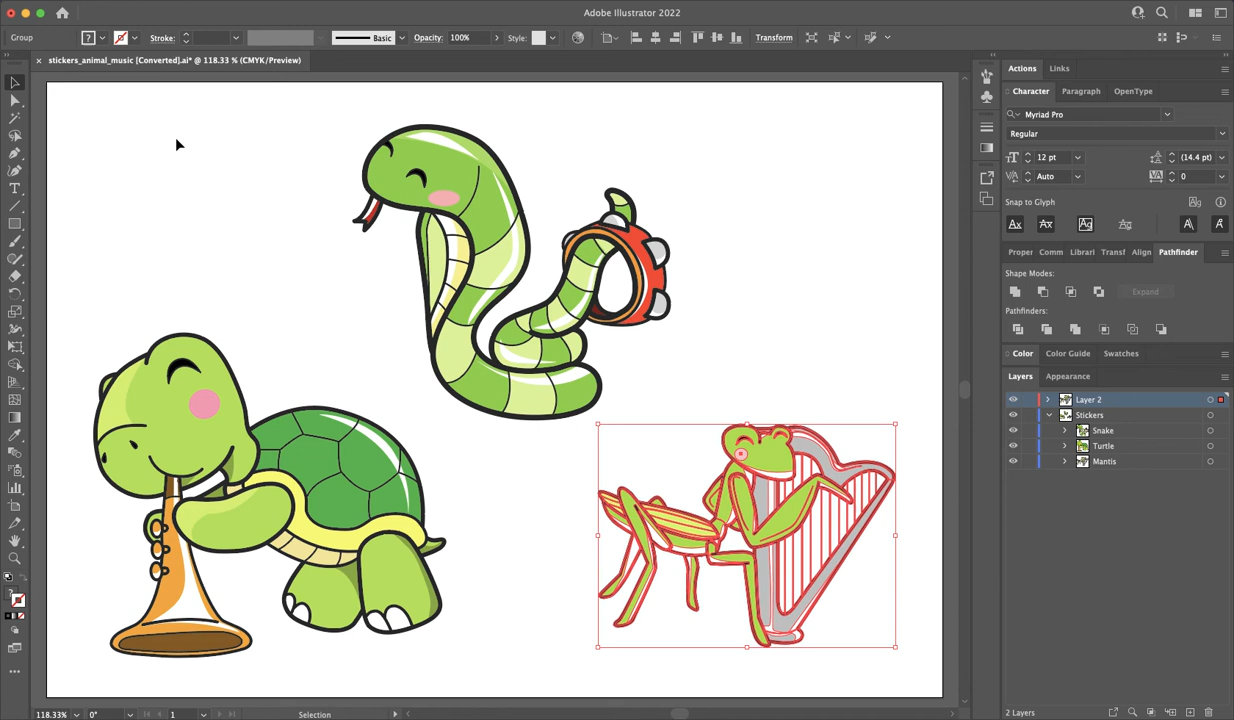 Adobe Illustrator 2022
Group
Stroke:
Basic
Opacity: 100%
Style:
Transform
stickers_animal_music [Converted].ai* @ 118.33 % (CMYK/Preview)
Actions Links
Character Paragraph OpenType
Myriad Pro
Regular
12 pt (14.4 pt)
Auto 0
Snap to Glyph
Proper Comm Librari Transf Align Pathfinder
Shape Modes:
Expand
Pathfinders:
Color Color Guide Swatches
Layers Appearance
Layer 2
Stickers
Snake
Turtle
Mantis
118.33% 0° 1 Selection
2 Layers